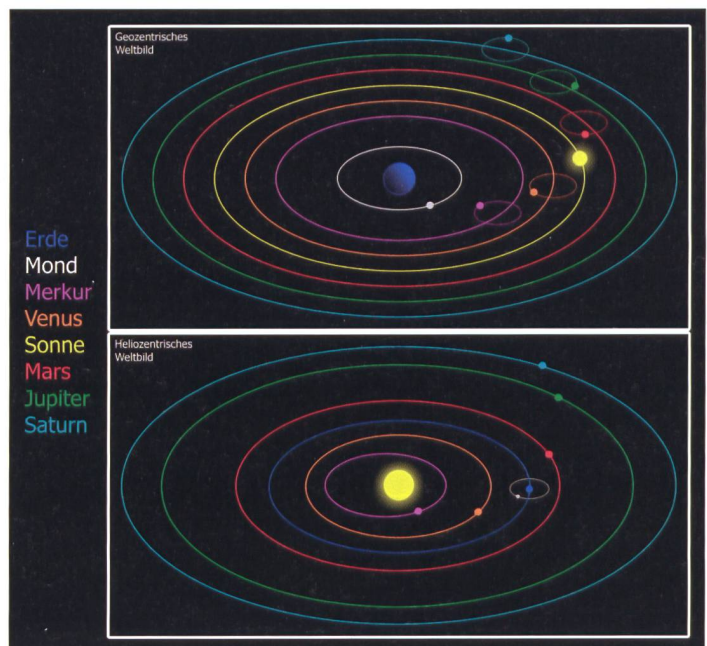 Geozentrisches
Weltbild
Erde
Mond
Merkur
Venus
Sonne
Mars
Jupiter
Saturn
Heliozentrisches
Weltbild